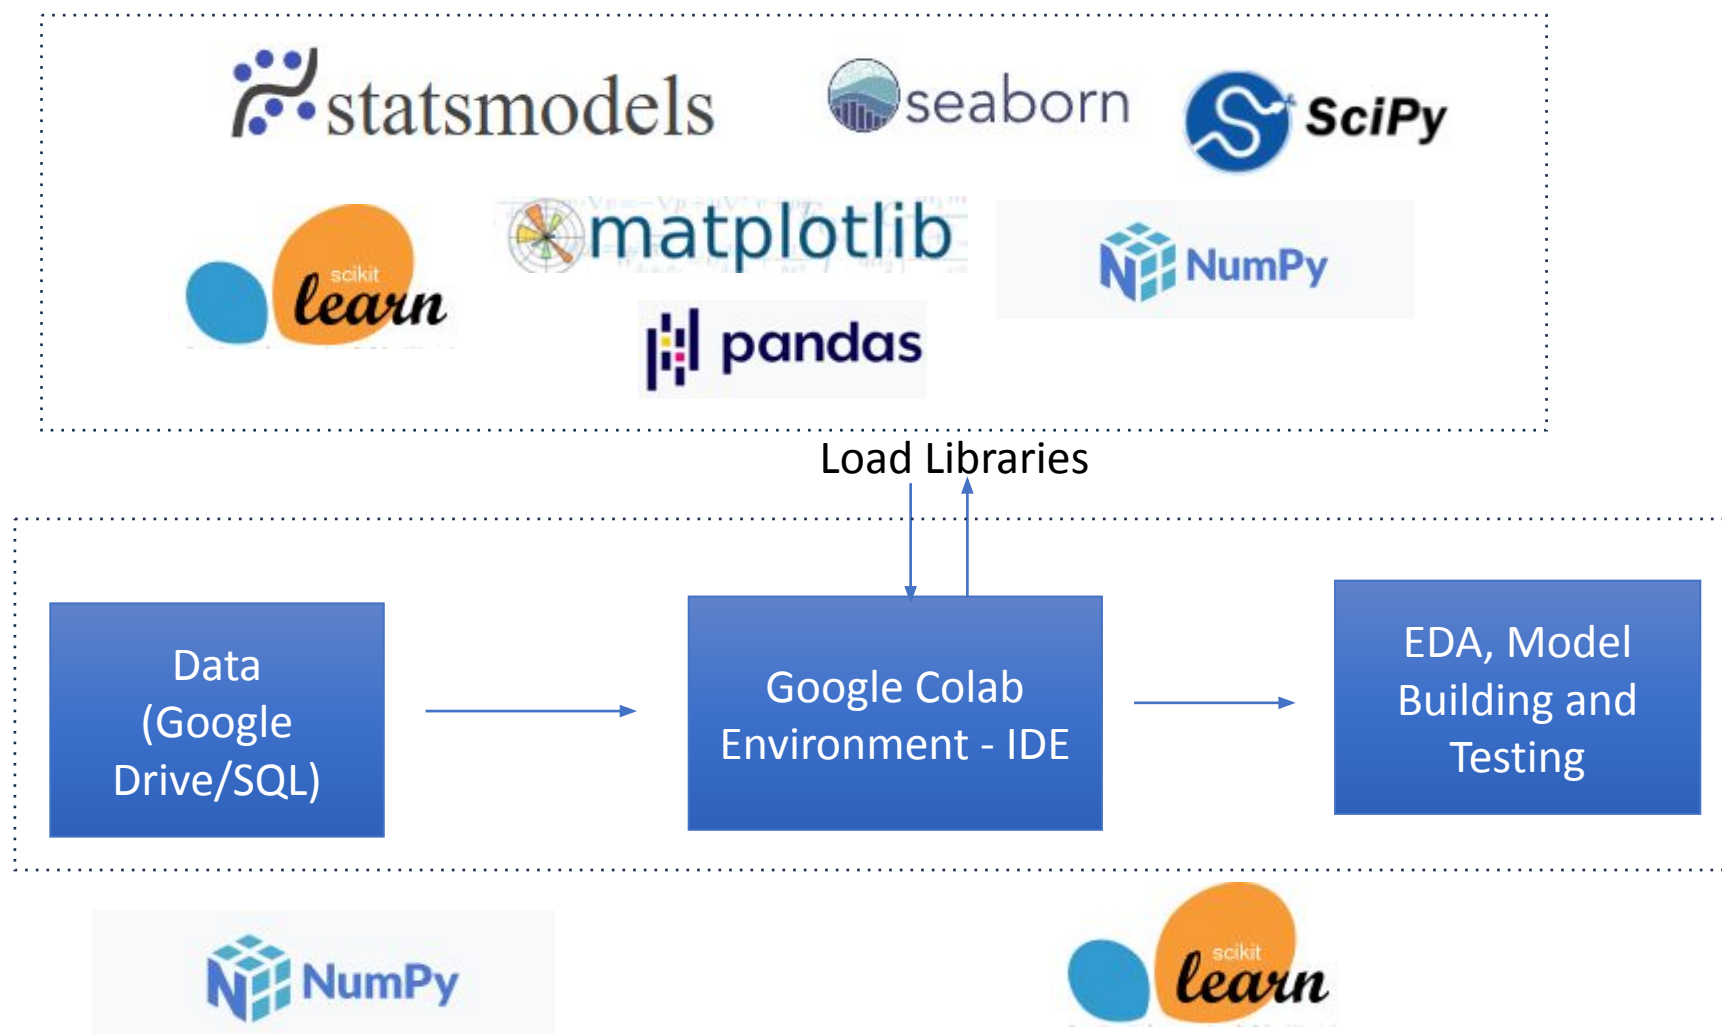 statsmodels
seaborn
SciPy
scikit
learn
matplotlib
NumPy
pandas
Load Libraries
Data
(Google
Drive/SQL)
Google Colab
Environment - IDE
EDA, Model
Building and
Testing
NumPy
scikit
learn